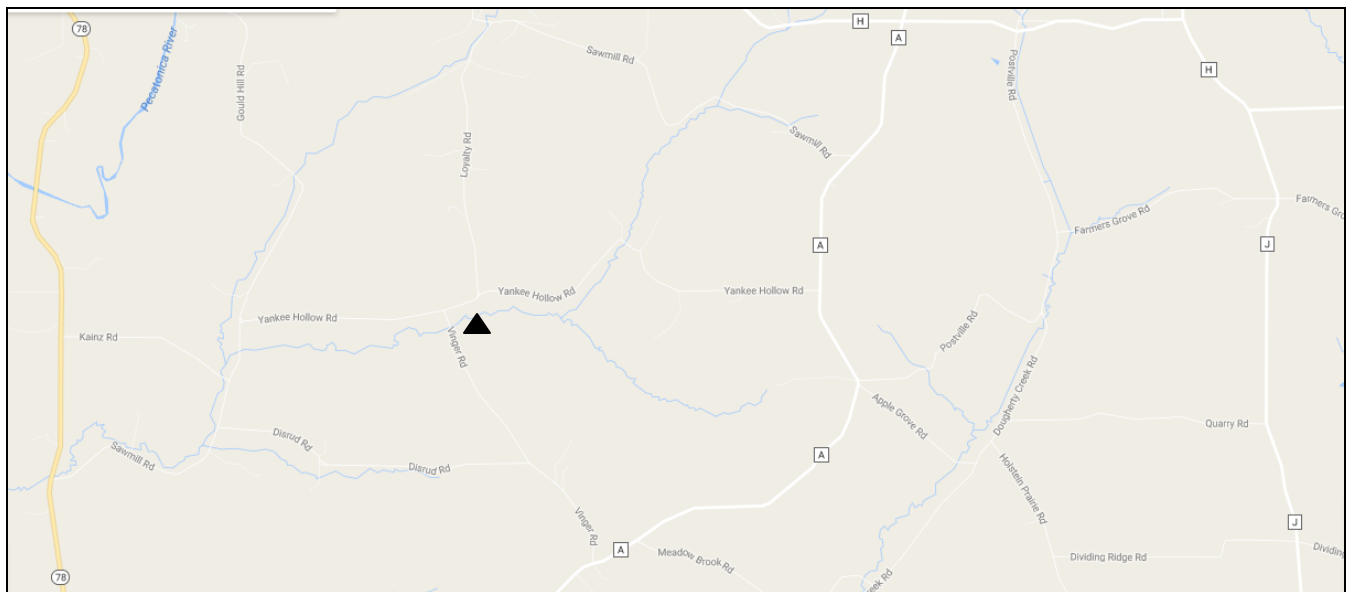 78
H
A
Sawmill Rd
Pecatonica River
Gould Hill Rd
Postville Rd
H
Loyalty Rd
Sawmill Rd
Farmers Gro
Farmers Grove Rd
A
J
Yankee Hollow Rd
Yankee Hollow Rd
Yankee Hollow Rd
Kainz Rd
Vinger Rd
Postville Rd
Dougherty Creek Rd
Apple Grove Rd
Quarry Rd
Disrud Rd
Sawmill Rd
Disrud Rd
A
Holstein Prairie Rd
Vinger Rd
J
A
Meadow Brook Rd
Dividing Ridge Rd
Dividing
78
eek Rd